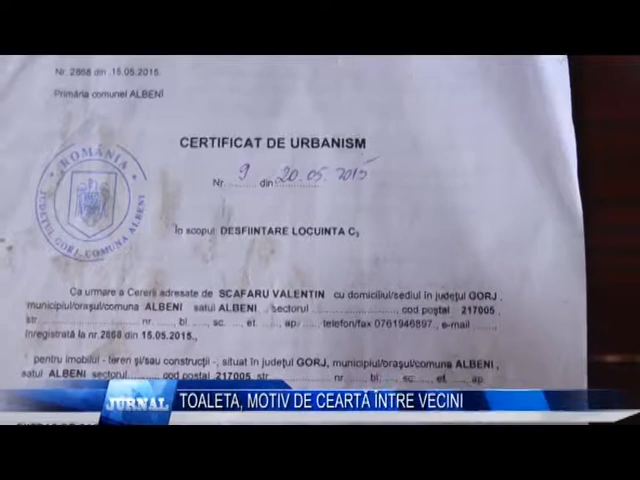 Nr. 2868 din 15.05.2015.
Primăria comunei ALBENI
CERTIFICAT DE URBANISM
Nr. 9 din 20.05.2015
ROMÂNIA
JUDEŢUL GORJ COMUNA ALBENI
În scopul: DESFIINTARE LOCUINTA C₃
Ca urmare a Cererii adresate de SCAFARU VALENTIN cu domiciliul/sediul în județul GORJ,
municipiul/orașul/comuna ALBENI satul ALBENI, sectorul .................... cod poștal 217005,
str. .............................. nr. ......., bl. ....., sc. ...., et. ....., ap. ....., telefon/fax 0761946897, e-mail ........,
înregistrată la nr.2868 din 15.05.2015.,
pentru imobilul - teren și/sau construcții -, situat în județul GORJ, municipiul/orașul/comuna ALBENI,
satul ALBENI sectorul .......... cod poștal 217005, str. .................... nr. ......., bl. ....., sc. ....., et. ....., ap.
JURNAL TOALETA, MOTIV DE CEARTĂ ÎNTRE VECINI